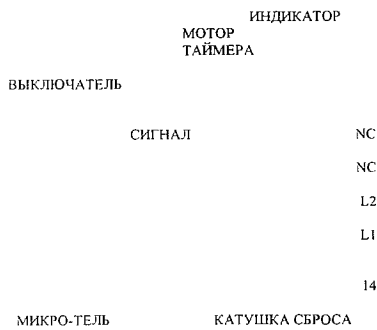 ИНДИКАТОР
МОТОР
ТАЙМЕРА
ВЫКЛЮЧАТЕЛЬ
СИГНАЛ NC
NC
L2
L1
14
МИКРО-ТЕЛЬ КАТУШКА СБРОСА